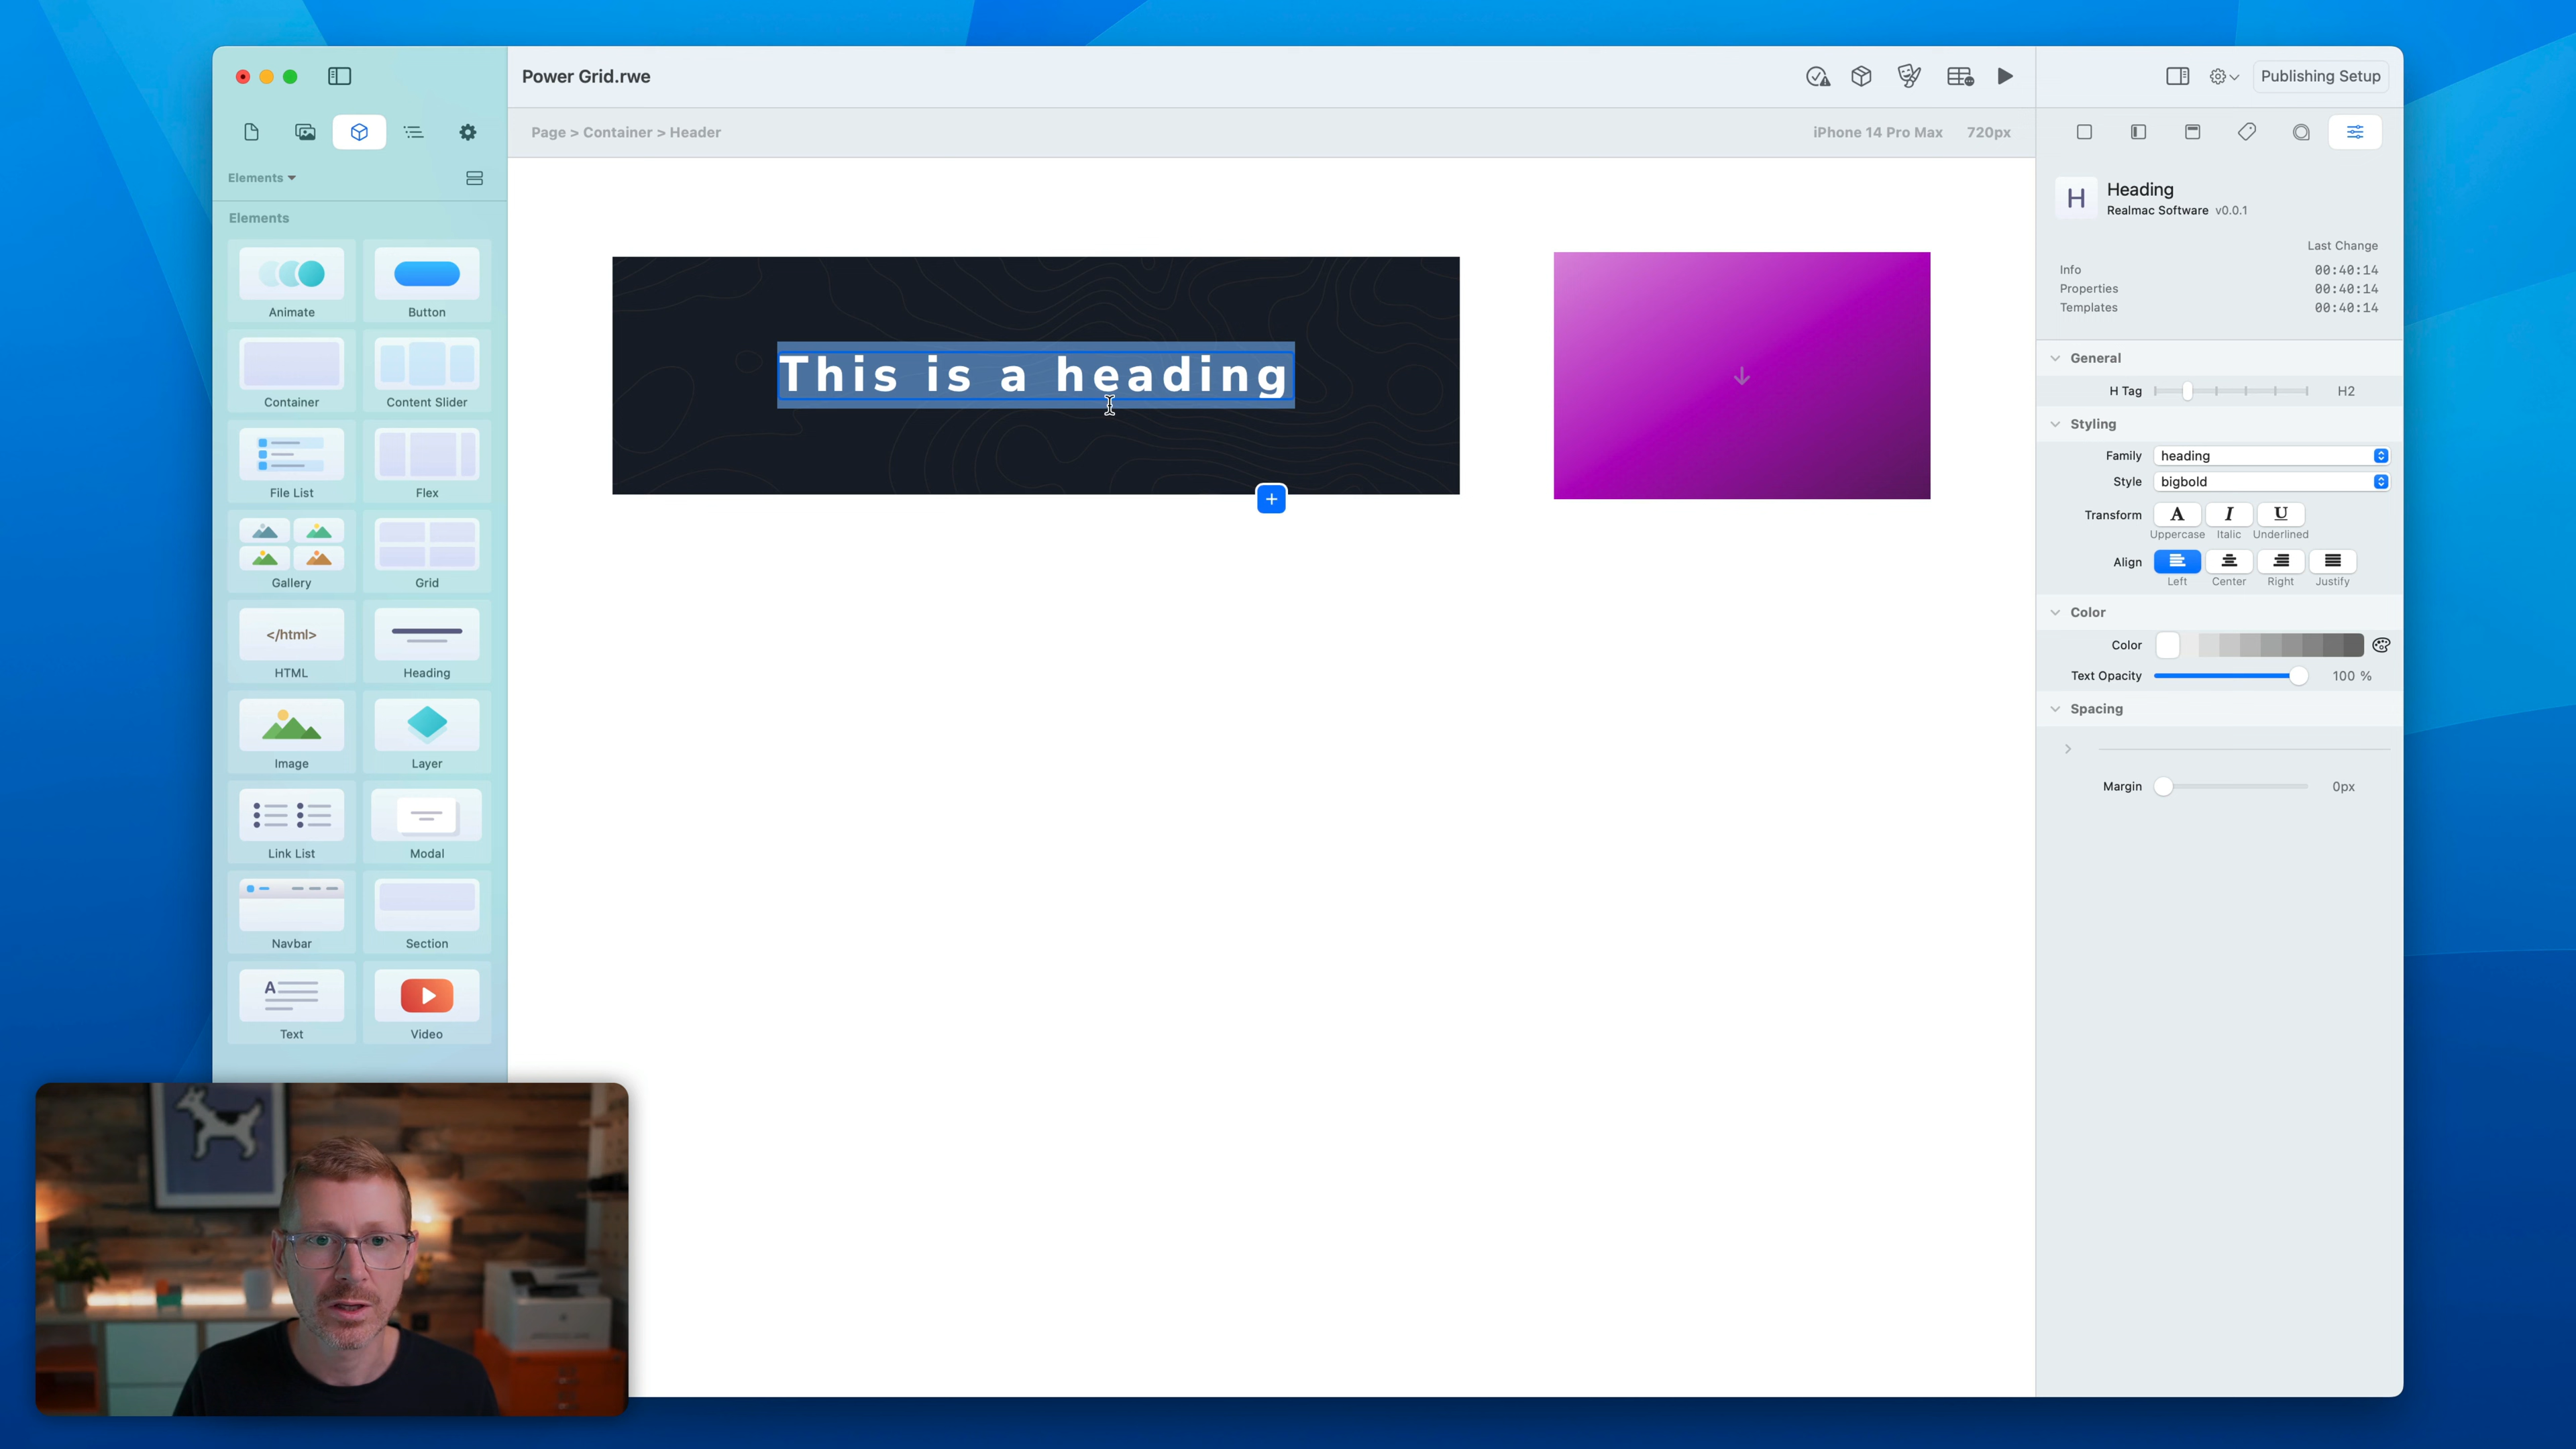 Power Grid.rwe
Publishing Setup
Page > Container > Header
iPhone 14 Pro Max 720px
Elements
Elements
Animate
Button
Container
Content Slider
File List
Flex
Gallery
Grid
</html>
HTML
Heading
Image
Layer
Link List
Modal
Navbar
Section
A
Text
Video
This is a heading
+
H
Heading
Realmac Software v0.0.1
Last Change
Info 00:40:14
Properties 00:40:14
Templates 00:40:14
General
H Tag H2
Styling
Family heading
Style bigbold
Transform A I U
Uppercase Italic Underlined
Align
Left Center Right Justify
Color
Color
Text Opacity 100 %
Spacing
Margin 0px